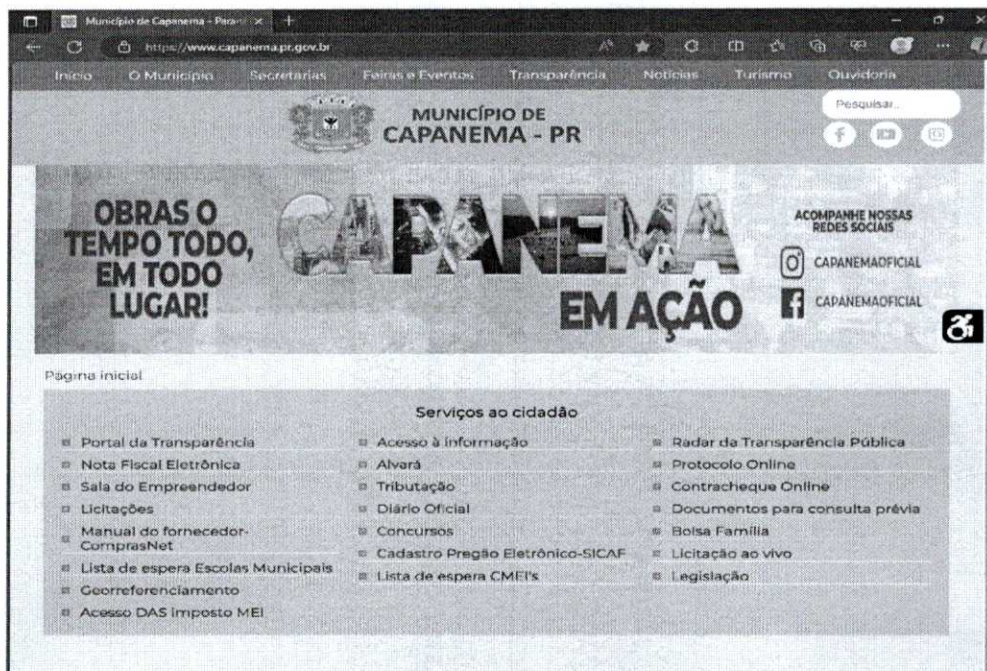 Município de Capanema - Paraná
https://www.capanema.pr.gov.br
Início O Município Secretarias Feiras e Eventos Transparência Notícias Turismo Ouvidoria
MUNICÍPIO DE
CAPANEMA - PR
Pesquisar..
OBRAS O
TEMPO TODO,
EM TODO
LUGAR!
CAPANEMA
EM AÇÃO
ACOMPANHE NOSSAS
REDES SOCIAIS
CAPANEMAOFICIAL
CAPANEMAOFICIAL
Página inicial
Serviços ao cidadão
Portal da Transparência
Nota Fiscal Eletrônica
Sala do Empreendedor
Licitações
Manual do fornecedor-
ComprasNet
Lista de espera Escolas Municipais
Georreferenciamento
Acesso DAS imposto MEI
Acesso à informação
Alvará
Tributação
Diário Oficial
Concursos
Cadastro Pregão Eletrônico-SICAF
Lista de espera CMEI's
Radar da Transparência Pública
Protocolo Online
Contracheque Online
Documentos para consulta prévia
Bolsa Família
Licitação ao vivo
Legislação